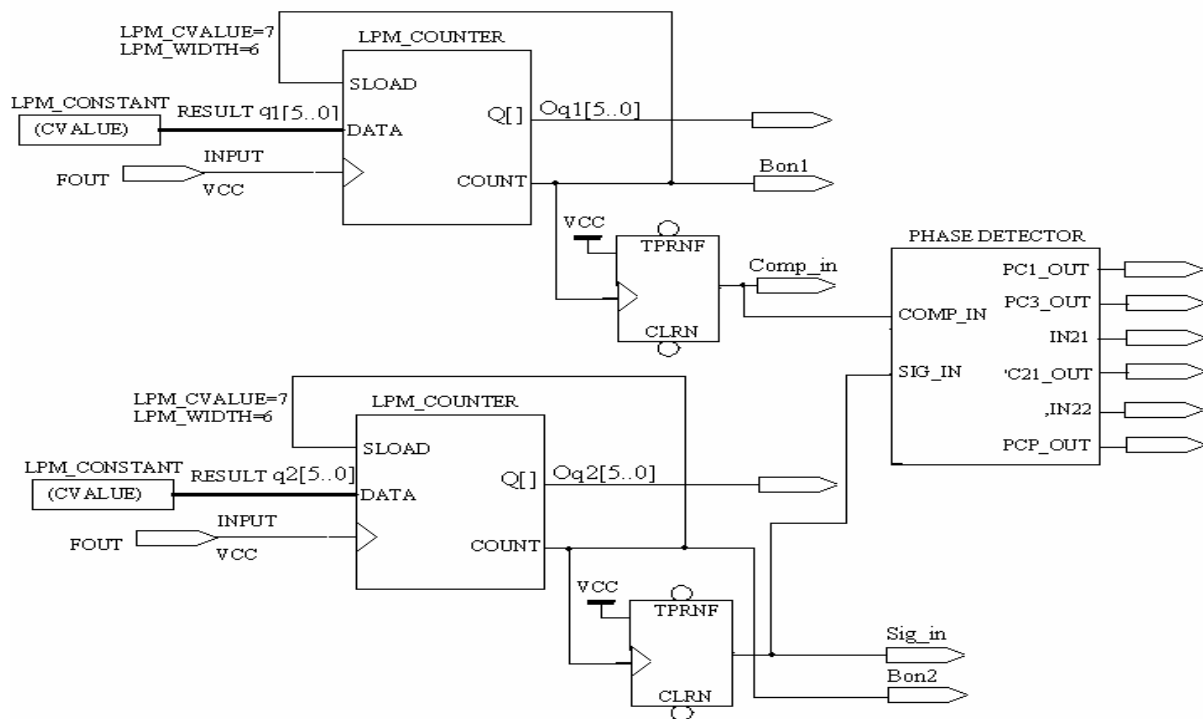 LPM_CVALUE=7
LPM_WIDTH=6
LPM_COUNTER
SLOAD
LPM_CONSTANT
RESULT q1[5..0]
(CVALUE)
DATA
Q[]
Oq1[5..0]
INPUT
FOUT
VCC
COUNT
Bon1
VCC
TPRNF
Comp_in
CLRN
PHASE DETECTOR
PC1_OUT
PC3_OUT
COMP_IN
IN21
SIG_IN
'C21_OUT
,IN22
PCP_OUT
LPM_CVALUE=7
LPM_WIDTH=6
LPM_COUNTER
SLOAD
LPM_CONSTANT
RESULT q2[5..0]
(CVALUE)
DATA
Q[]
Oq2[5..0]
INPUT
FOUT
VCC
COUNT
VCC
TPRNF
CLRN
Sig_in
Bon2